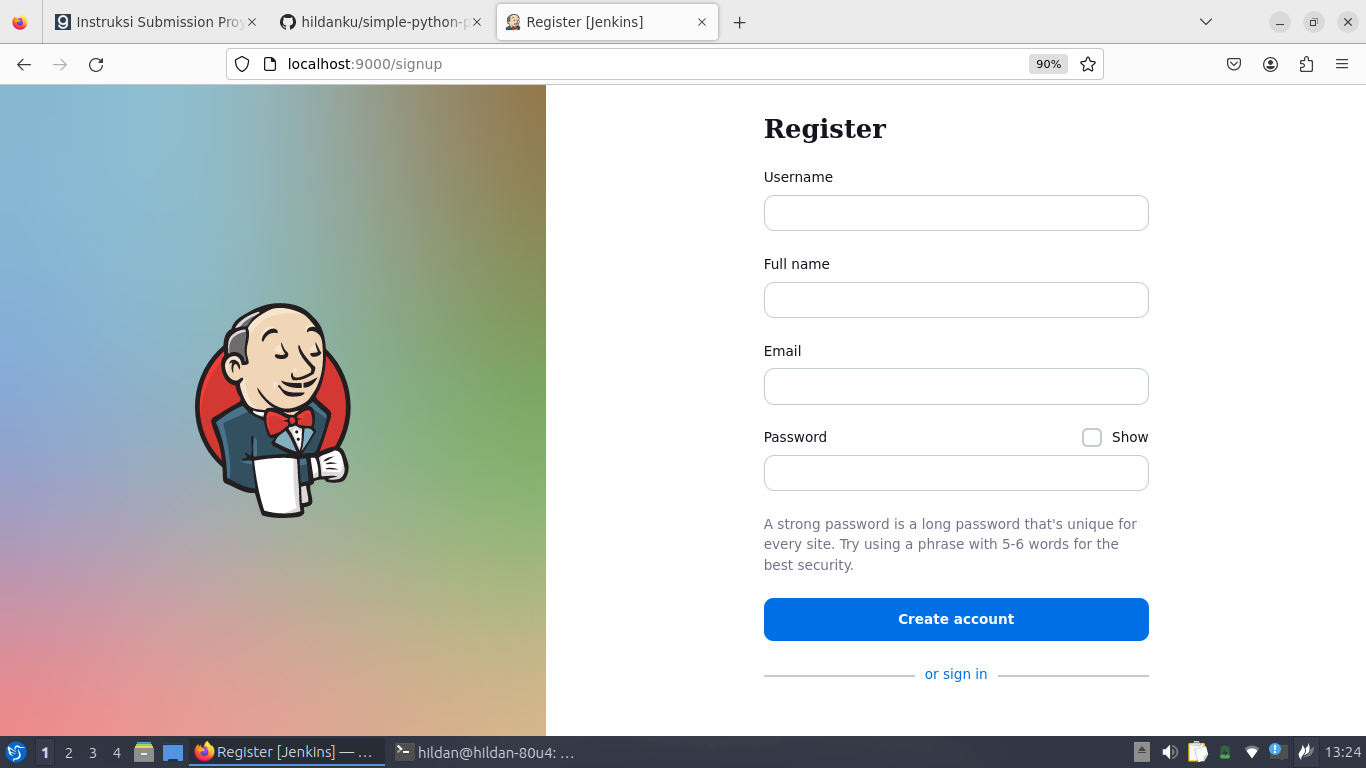 Instruksi Submission Proy
hildanku/simple-python-p
Register [Jenkins]
localhost:9000/signup
90%
Register
Username
Full name
Email
Password
Show
A strong password is a long password that's unique for
every site. Try using a phrase with 5-6 words for the
best security.
Create account
or sign in
1 2 3 4 Register [Jenkins] — ... hildan@hildan-80u4: ... 13:24